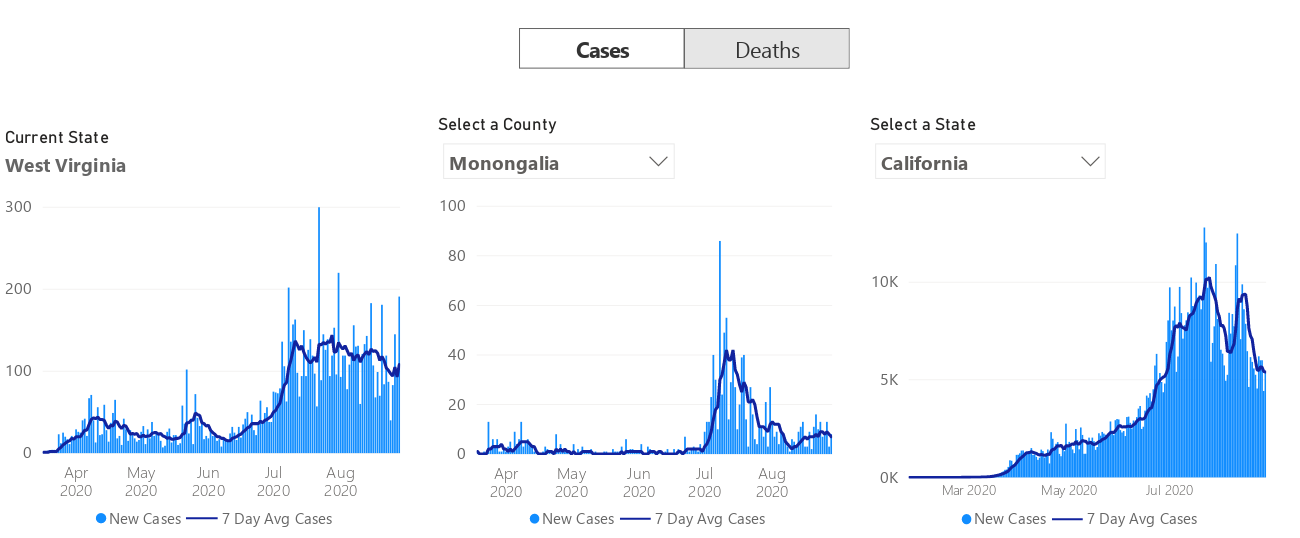 Cases Deaths
Current State
West Virginia
300
200
100
0
Apr 2020 May 2020 Jun 2020 Jul 2020 Aug 2020
New Cases 7 Day Avg Cases
Select a County
Monongalia
100
80
60
40
20
0
Apr 2020 May 2020 Jun 2020 Jul 2020 Aug 2020
New Cases 7 Day Avg Cases
Select a State
California
10K
5K
0K
Mar 2020 May 2020 Jul 2020
New Cases 7 Day Avg Cases